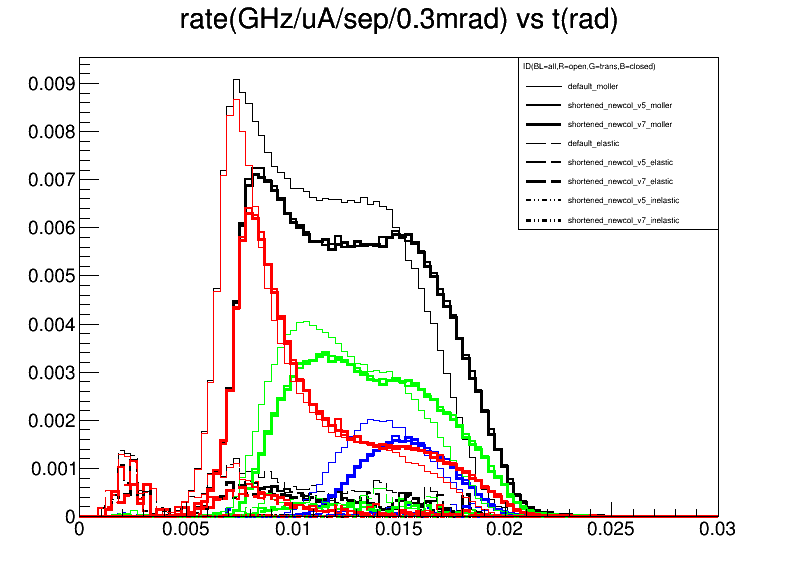 rate(GHz/uA/sep/0.3mrad) vs t(rad)
ID(BL=all,R=open,G=trans,B=closed)
default_moller
shortened_newcol_v5_moller
shortened_newcol_v7_moller
default_elastic
shortened_newcol_v5_elastic
shortened_newcol_v7_elastic
shortened_newcol_v5_inelastic
shortened_newcol_v7_inelastic
0.009
0.008
0.007
0.006
0.005
0.004
0.003
0.002
0.001
0
0 0.005 0.01 0.015 0.02 0.025 0.03